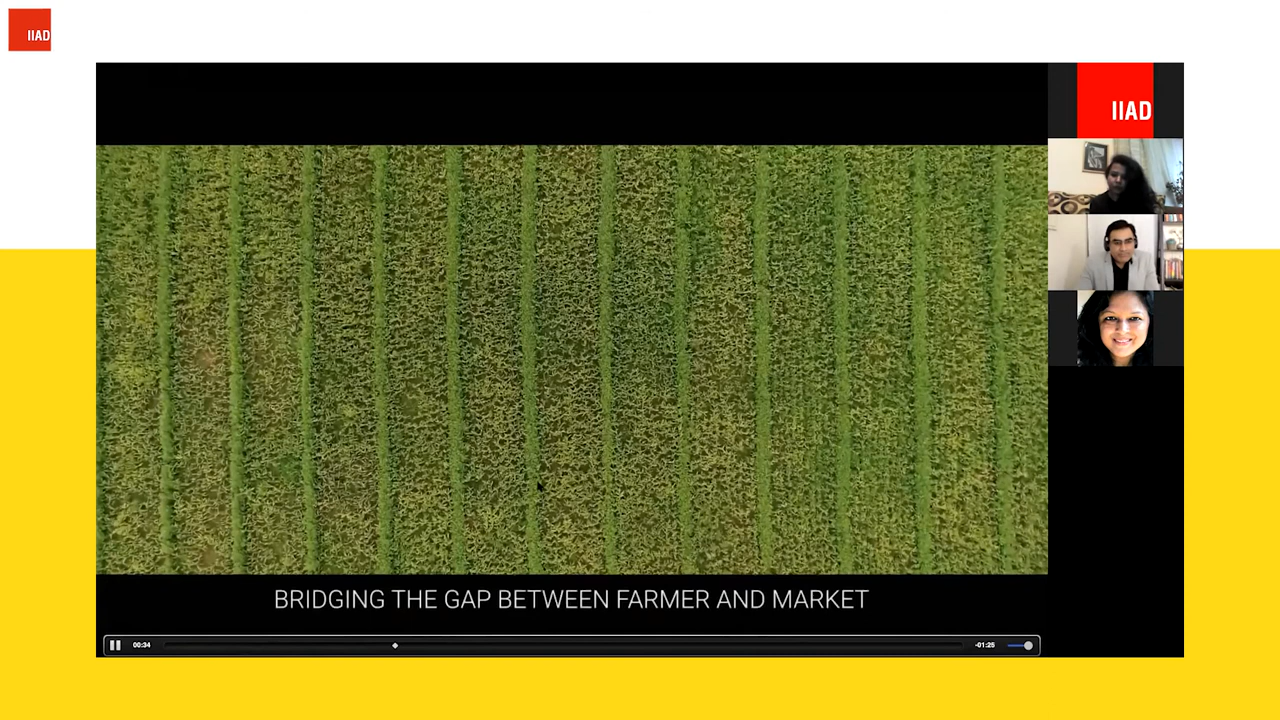 IIAD
IIAD
BRIDGING THE GAP BETWEEN FARMER AND MARKET
00:34
-01:25